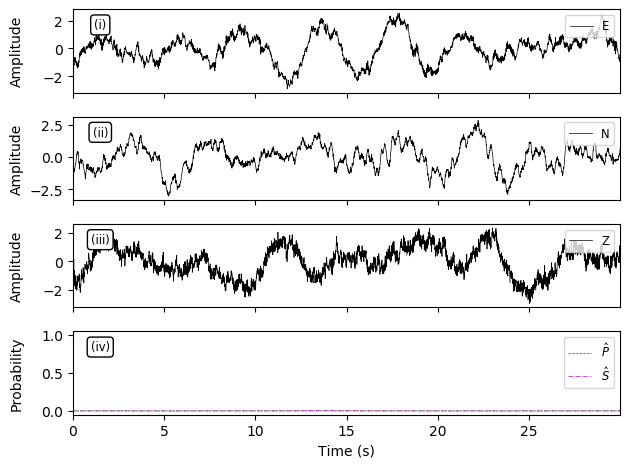 Amplitude
2
0
−2
(i)
E
Amplitude
2.5
0.0
−2.5
(ii)
N
Amplitude
2
0
−2
(iii)
Z
Probability
1.0
0.5
0.0
(iv)
P̂
Ŝ
0 5 10 15 20 25
Time (s)